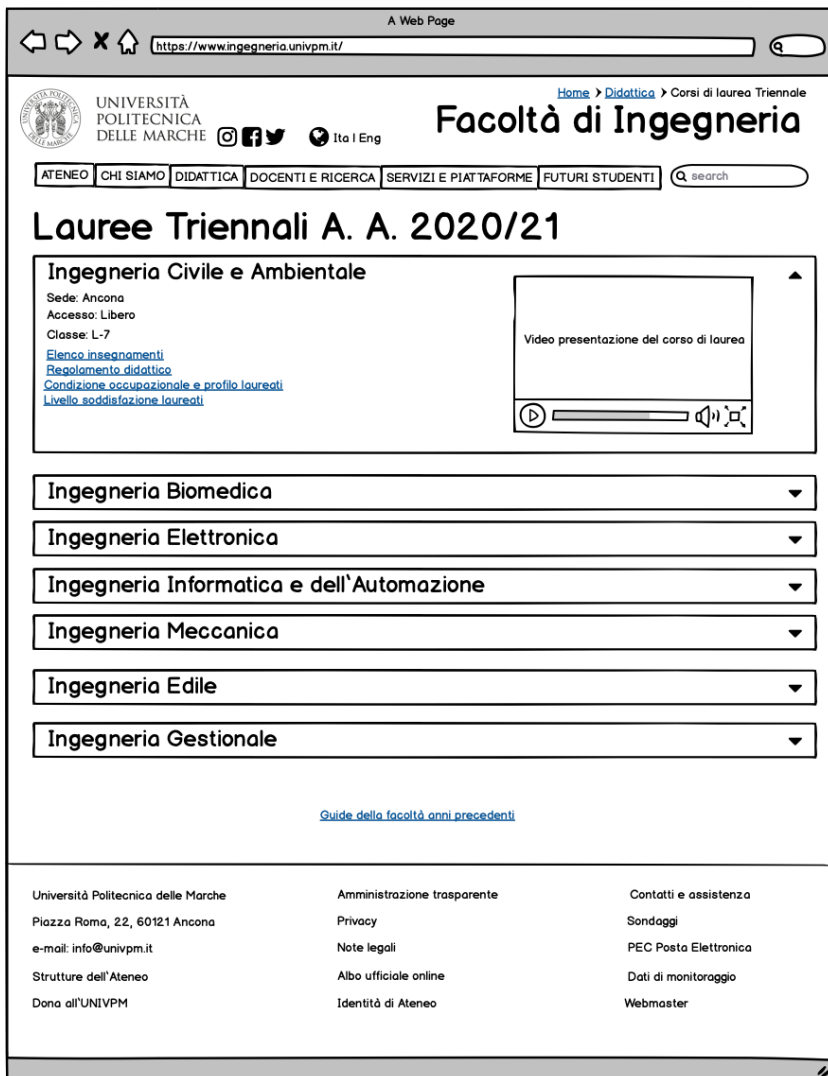 A Web Page
https://www.ingegneria.univpm.it/
Home > Didattica > Corsi di laurea Triennale
UNIVERSITÀ
POLITECNICA
DELLE MARCHE
Ita | Eng
Facoltà di Ingegneria
ATENEO CHI SIAMO DIDATTICA DOCENTI E RICERCA SERVIZI E PIATTAFORME FUTURI STUDENTI search
Lauree Triennali A. A. 2020/21
Ingegneria Civile e Ambientale
Sede: Ancona
Accesso: Libero
Classe: L-7
Elenco insegnamenti
Regolamento didattico
Condizione occupazionale e profilo laureati
Livello soddisfazione laureati
Video presentazione del corso di laurea
Ingegneria Biomedica
Ingegneria Elettronica
Ingegneria Informatica e dell'Automazione
Ingegneria Meccanica
Ingegneria Edile
Ingegneria Gestionale
Guide della facoltà anni precedenti
Università Politecnica delle Marche
Piazza Roma, 22, 60121 Ancona
e-mail: info@univpm.it
Strutture dell'Ateneo
Dona all'UNIVPM
Amministrazione trasparente
Privacy
Note legali
Albo ufficiale online
Identità di Ateneo
Contatti e assistenza
Sondaggi
PEC Posta Elettronica
Dati di monitoraggio
Webmaster